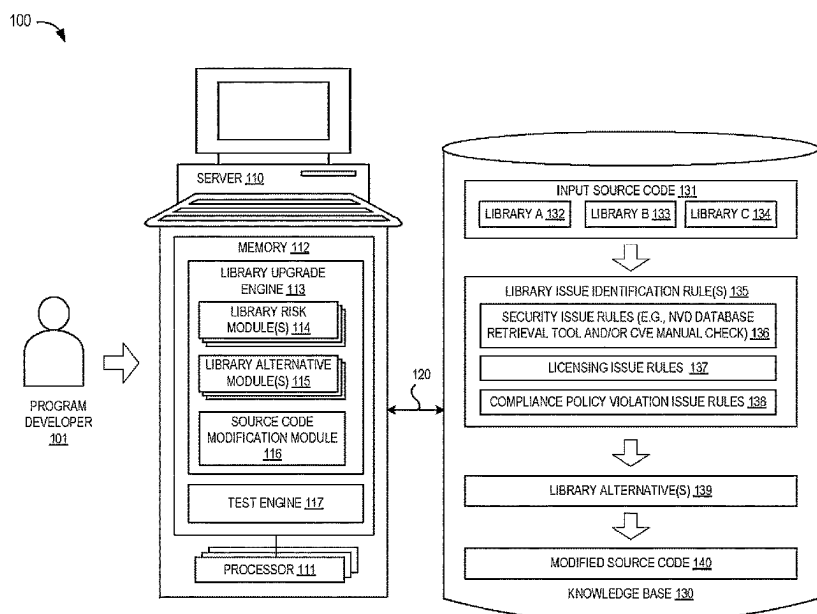 100
SERVER 110
MEMORY 112
LIBRARY UPGRADE
ENGINE 113
LIBRARY RISK
MODULE(S) 114
LIBRARY ALTERNATIVE
MODULE(S) 115
SOURCE CODE
MODIFICATION MODULE
116
TEST ENGINE 117
PROCESSOR 111
PROGRAM
DEVELOPER
101
120
INPUT SOURCE CODE 131
LIBRARY A 132
LIBRARY B 133
LIBRARY C 134
LIBRARY ISSUE IDENTIFICATION RULE(S) 135
SECURITY ISSUE RULES (E.G., NVD DATABASE
RETRIEVAL TOOL AND/OR CVE MANUAL CHECK) 136
LICENSING ISSUE RULES 137
COMPLIANCE POLICY VIOLATION ISSUE RULES 138
LIBRARY ALTERNATIVE(S) 139
MODIFIED SOURCE CODE 140
KNOWLEDGE BASE 130